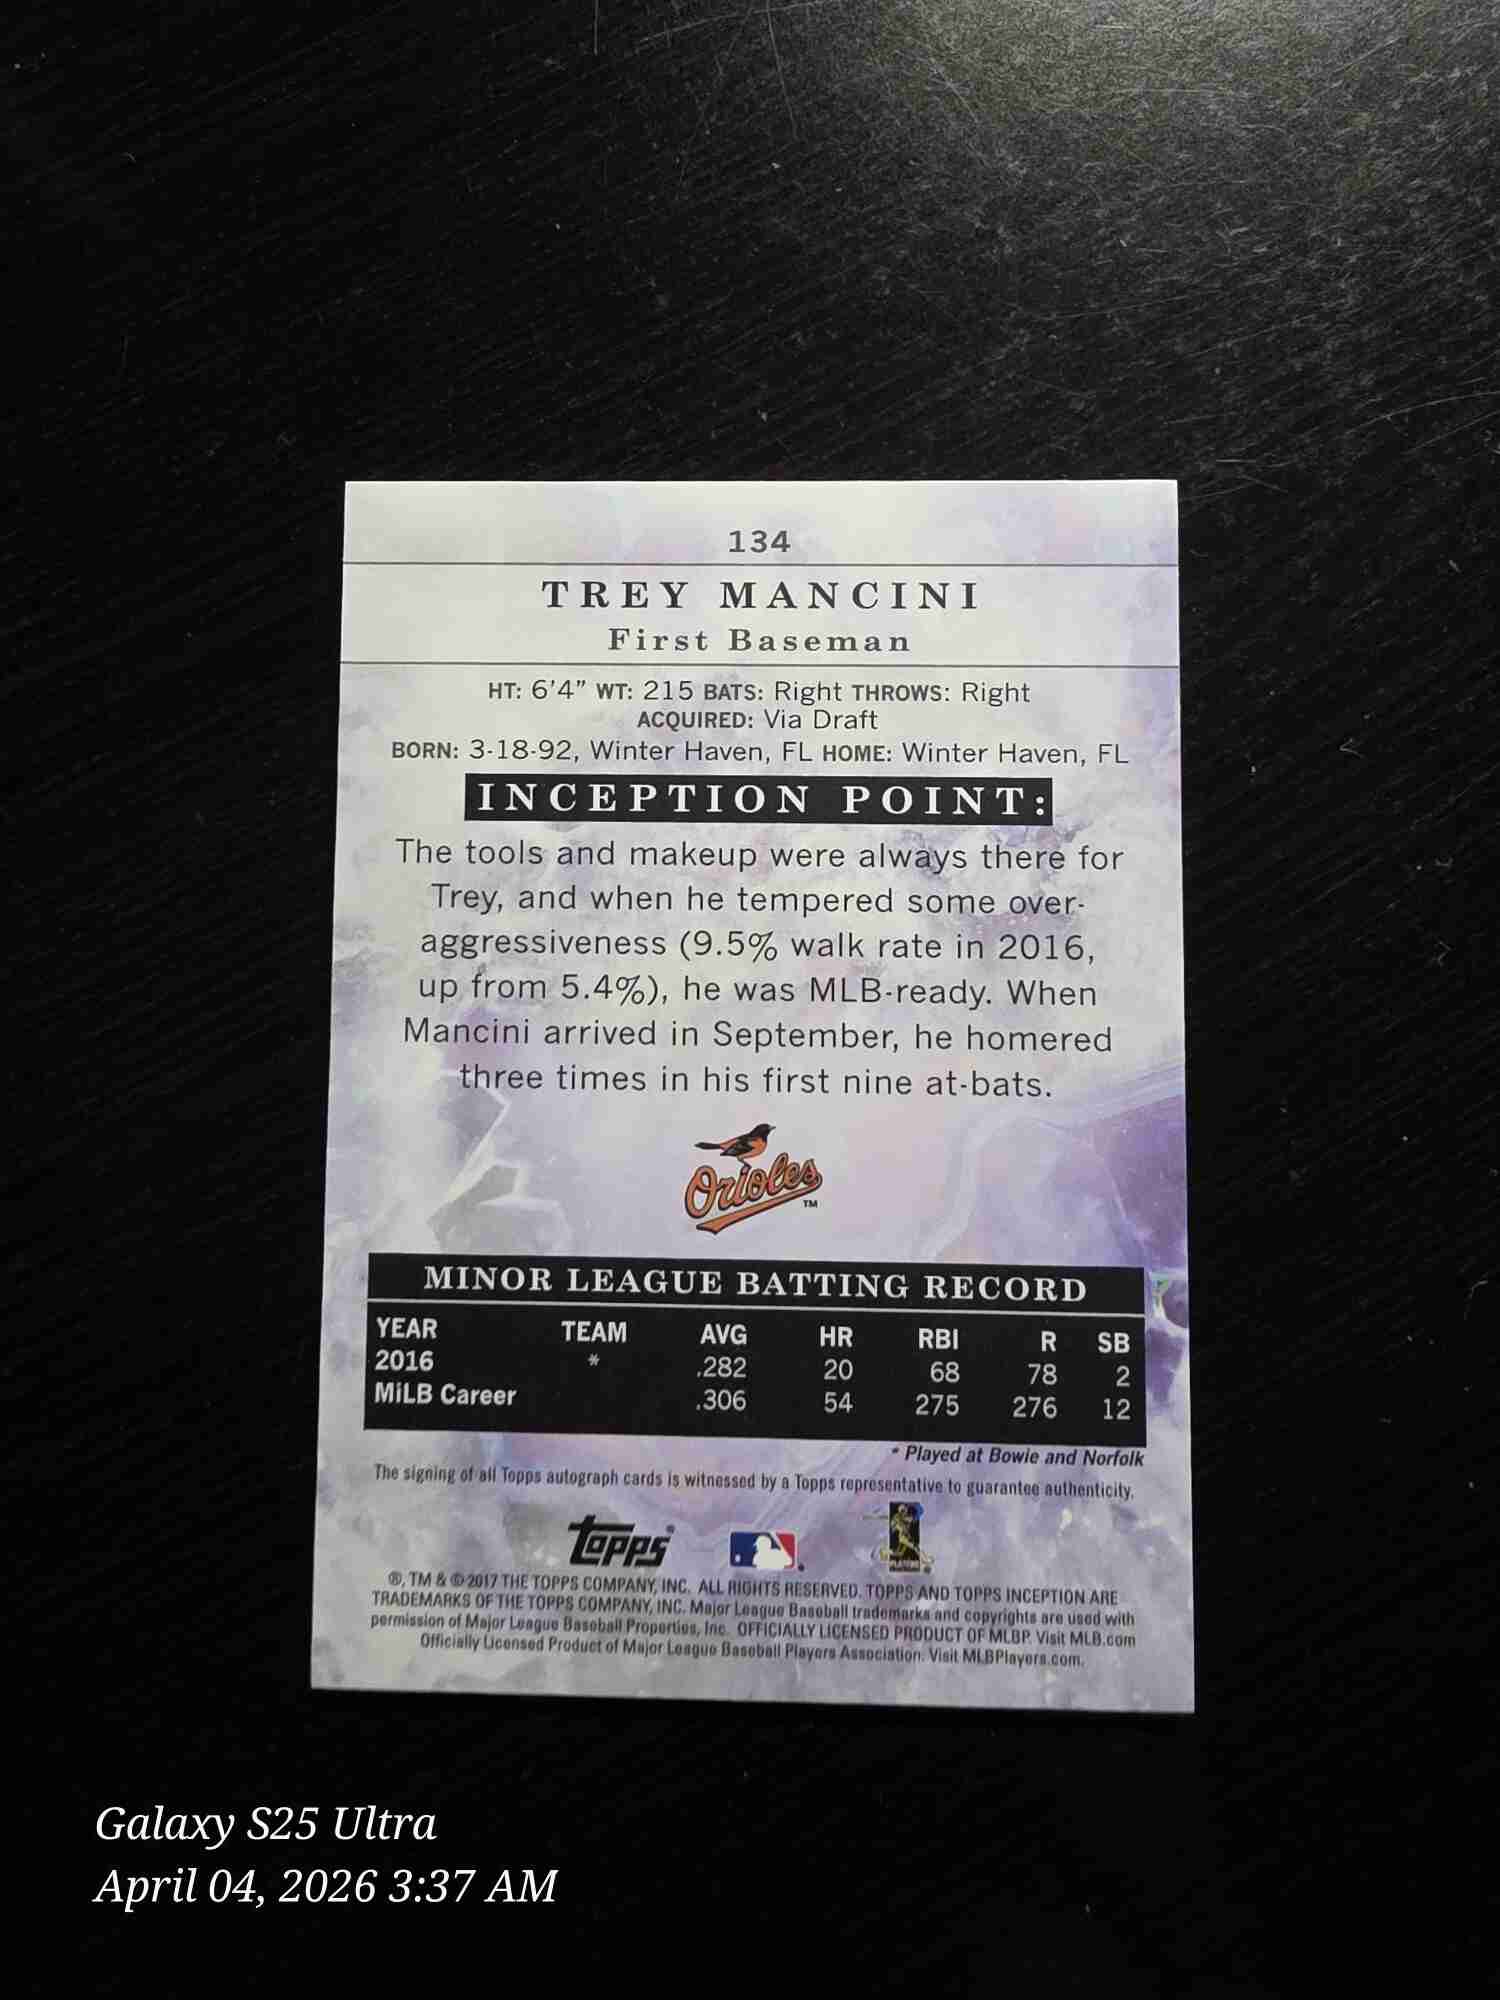 134
TREY MANCINI
First Baseman
HT: 6'4" WT: 215 BATS: Right THROWS: Right
ACQUIRED: Via Draft
BORN: 3-18-92, Winter Haven, FL HOME: Winter Haven, FL
INCEPTION POINT:
The tools and makeup were always there for
Trey, and when he tempered some over-
aggressiveness (9.5% walk rate in 2016,
up from 5.4%), he was MLB-ready. When
Mancini arrived in September, he homered
three times in his first nine at-bats.
Orioles™
MINOR LEAGUE BATTING RECORD
YEAR TEAM AVG HR RBI R SB
2016 * .282 20 68 78 2
MiLB Career .306 54 275 276 12
* Played at Bowie and Norfolk
The signing of all Topps autograph cards is witnessed by a Topps representative to guarantee authenticity.
topps®
®, TM & © 2017 THE TOPPS COMPANY, INC. ALL RIGHTS RESERVED. TOPPS AND TOPPS INCEPTION ARE
TRADEMARKS OF THE TOPPS COMPANY, INC. Major League Baseball trademarks and copyrights are used with
permission of Major League Baseball Properties, Inc. OFFICIALLY LICENSED PRODUCT OF MLBP. Visit MLB.com
Officially Licensed Product of Major League Baseball Players Association. Visit MLBPlayers.com.
Galaxy S25 Ultra
April 04, 2026 3:37 AM